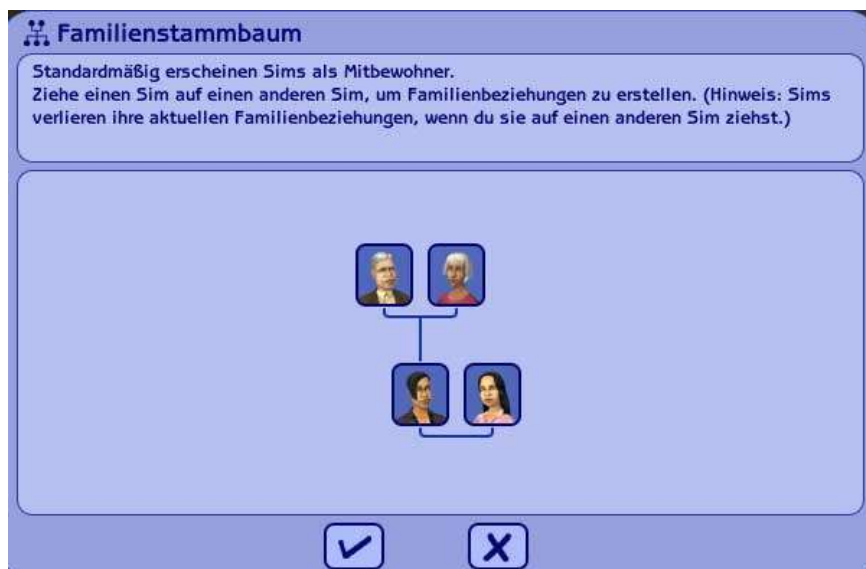 Familienstammbaum
Standardmäßig erscheinen Sims als Mitbewohner.
Ziehe einen Sim auf einen anderen Sim, um Familienbeziehungen zu erstellen. (Hinweis: Sims
verlieren ihre aktuellen Familienbeziehungen, wenn du sie auf einen anderen Sim ziehst.)